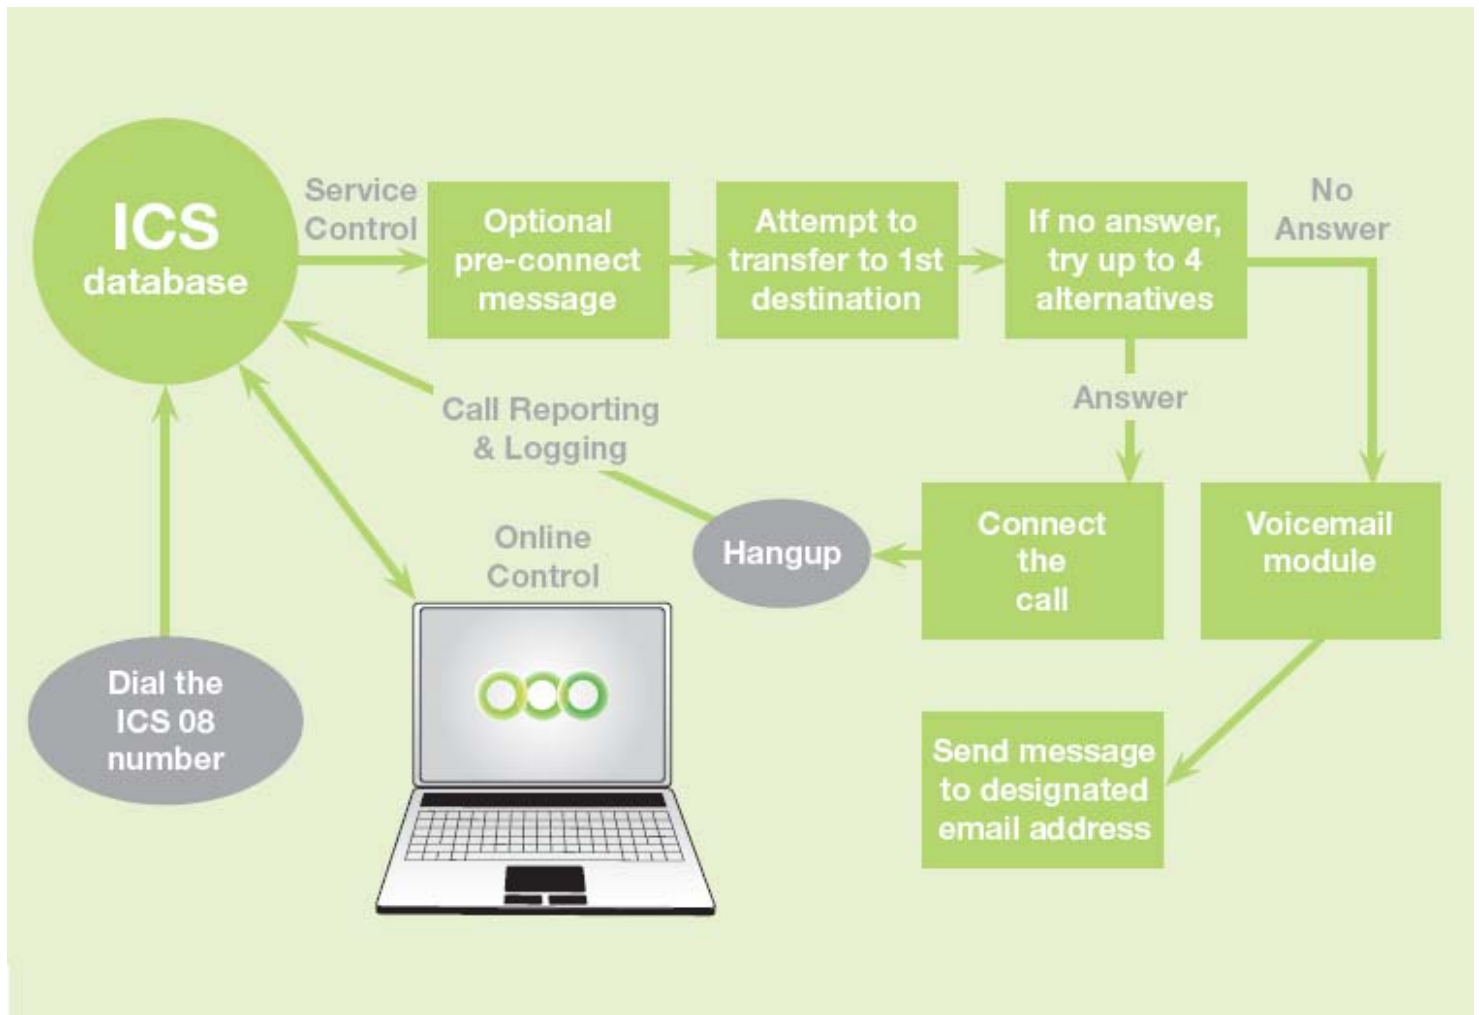 ICS
database
Service
Control
Optional
pre-connect
message
Attempt to
transfer to 1st
destination
If no answer,
try up to 4
alternatives
No
Answer
Answer
Call Reporting
& Logging
Hangup
Connect
the
call
Voicemail
module
Online
Control
Dial the
ICS 08
number
Send message
to designated
email address